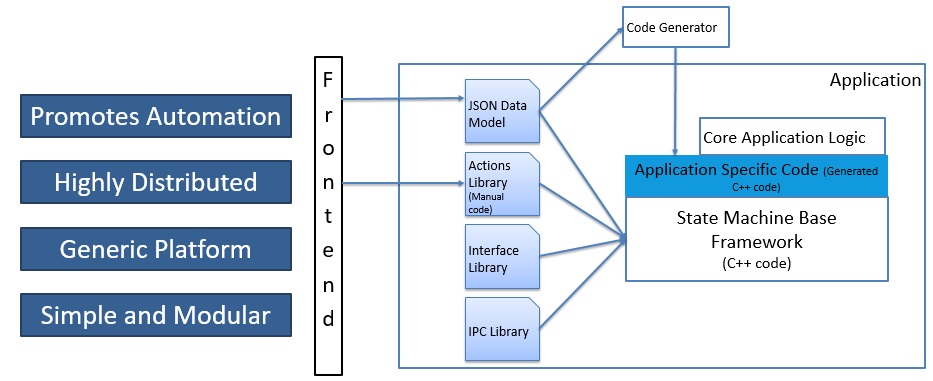 Promotes Automation
Highly Distributed
Generic Platform
Simple and Modular
F
r
o
n
t
e
n
d
Code Generator
Application
JSON Data
Model
Actions
Library
(Manual
code)
Interface
Library
IPC Library
Core Application Logic
Application Specific Code (Generated
C++ code)
State Machine Base
Framework
(C++ code)